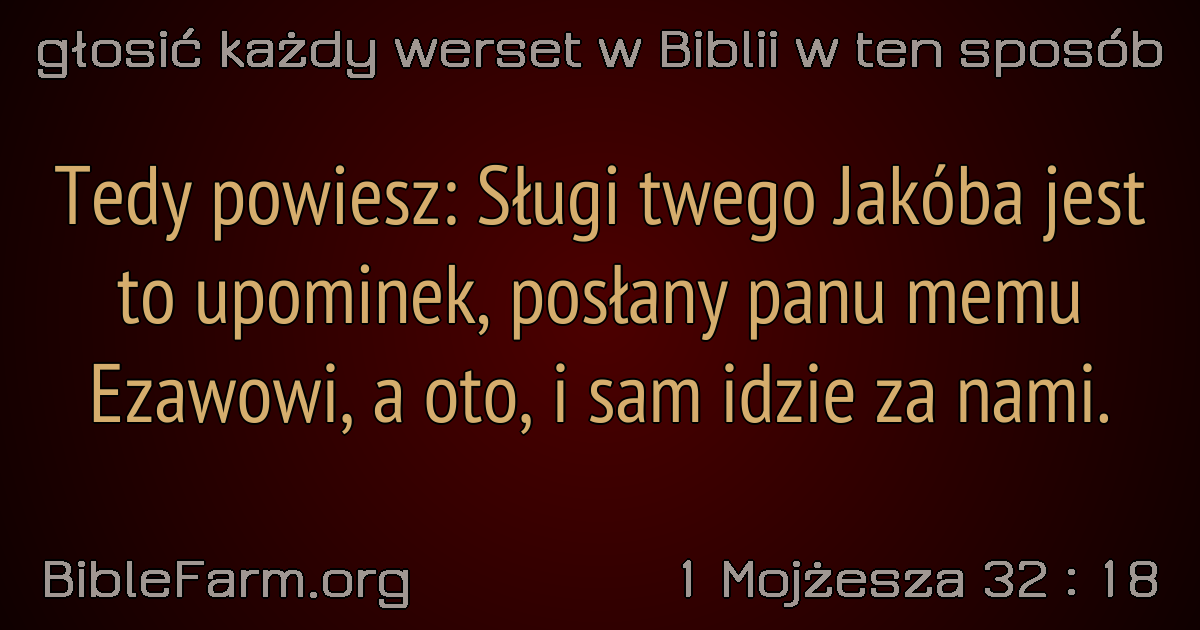 głosić każdy werset w Biblii w ten sposób
Tedy powiesz: Sługi twego Jakóba jest
to upominek, posłany panu memu
Ezawowi, a oto, i sam idzie za nami.
BibleFarm.org
1 Mojżesza 32 : 18